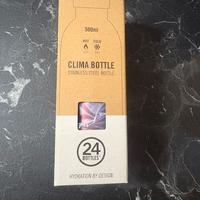 500ml
HOT COLD
CLIMA BOTTLE
STAINLESS STEEL BOTTLE
24
BOTTLES®
HYDRATION BY DESIGN